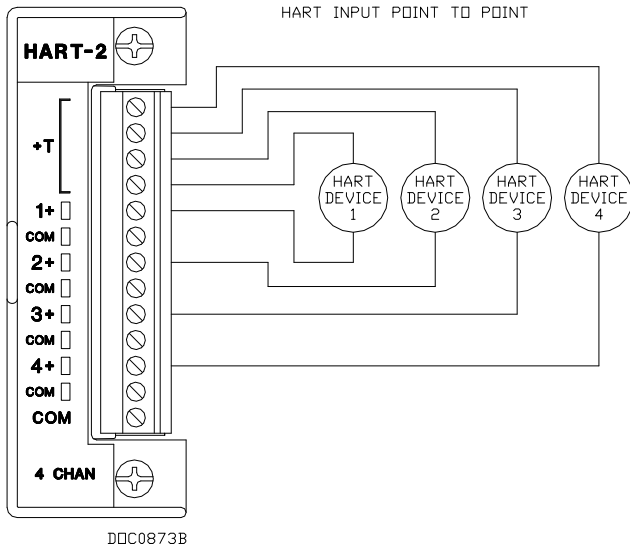 HART INPUT POINT TO POINT
HART-2
+T
1+
COM
2+
COM
3+
COM
4+
COM
COM
4 CHAN
HART
DEVICE
1
HART
DEVICE
2
HART
DEVICE
3
HART
DEVICE
4
DOC0873B